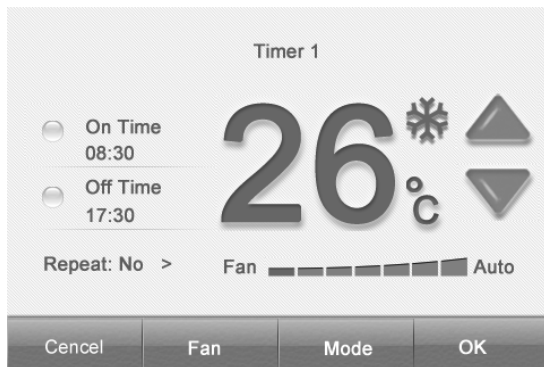 Timer 1
On Time
08:30
Off Time
17:30
26 °C
Repeat: No >
Fan Auto
Cencel Fan Mode OK